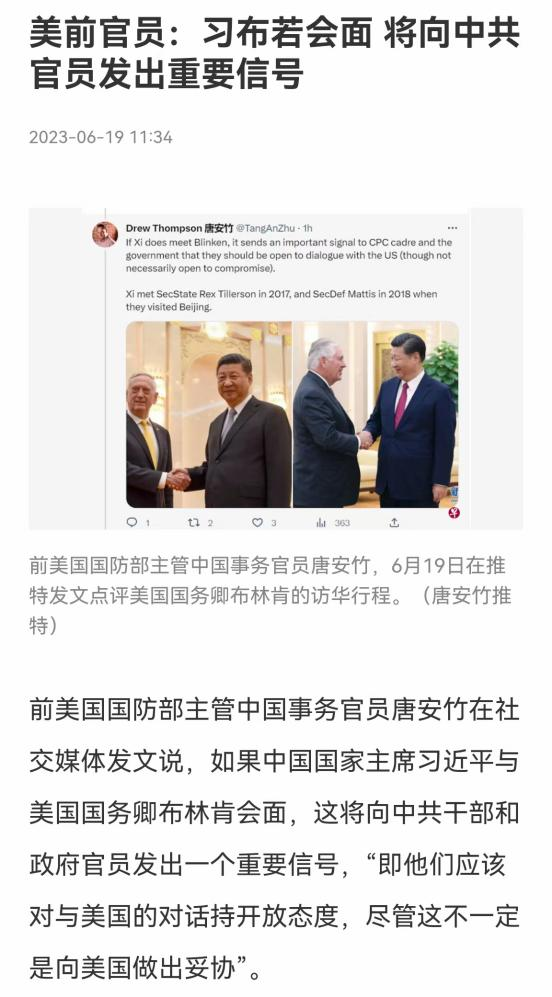 美前官员：习布若会面 将向中共
官员发出重要信号
2023-06-19 11:34
Drew Thompson 唐安竹 @TangAnZhu · 1h
If Xi does meet Blinken, it sends an important signal to CPC cadre and the
government that they should be open to dialogue with the US (though not
necessarily open to compromise).
Xi met SecState Rex Tillerson in 2017, and SecDef Mattis in 2018 when
they visited Beijing.
1 2 3 363
前美国国防部主管中国事务官员唐安竹，6月19日在推
特发文点评美国国务卿布林肯的访华行程。（唐安竹推
特）
前美国国防部主管中国事务官员唐安竹在社
交媒体发文说，如果中国国家主席习近平与
美国国务卿布林肯会面，这将向中共干部和
政府官员发出一个重要信号，“即他们应该
对与美国的对话持开放态度，尽管这不一定
是向美国做出妥协”。